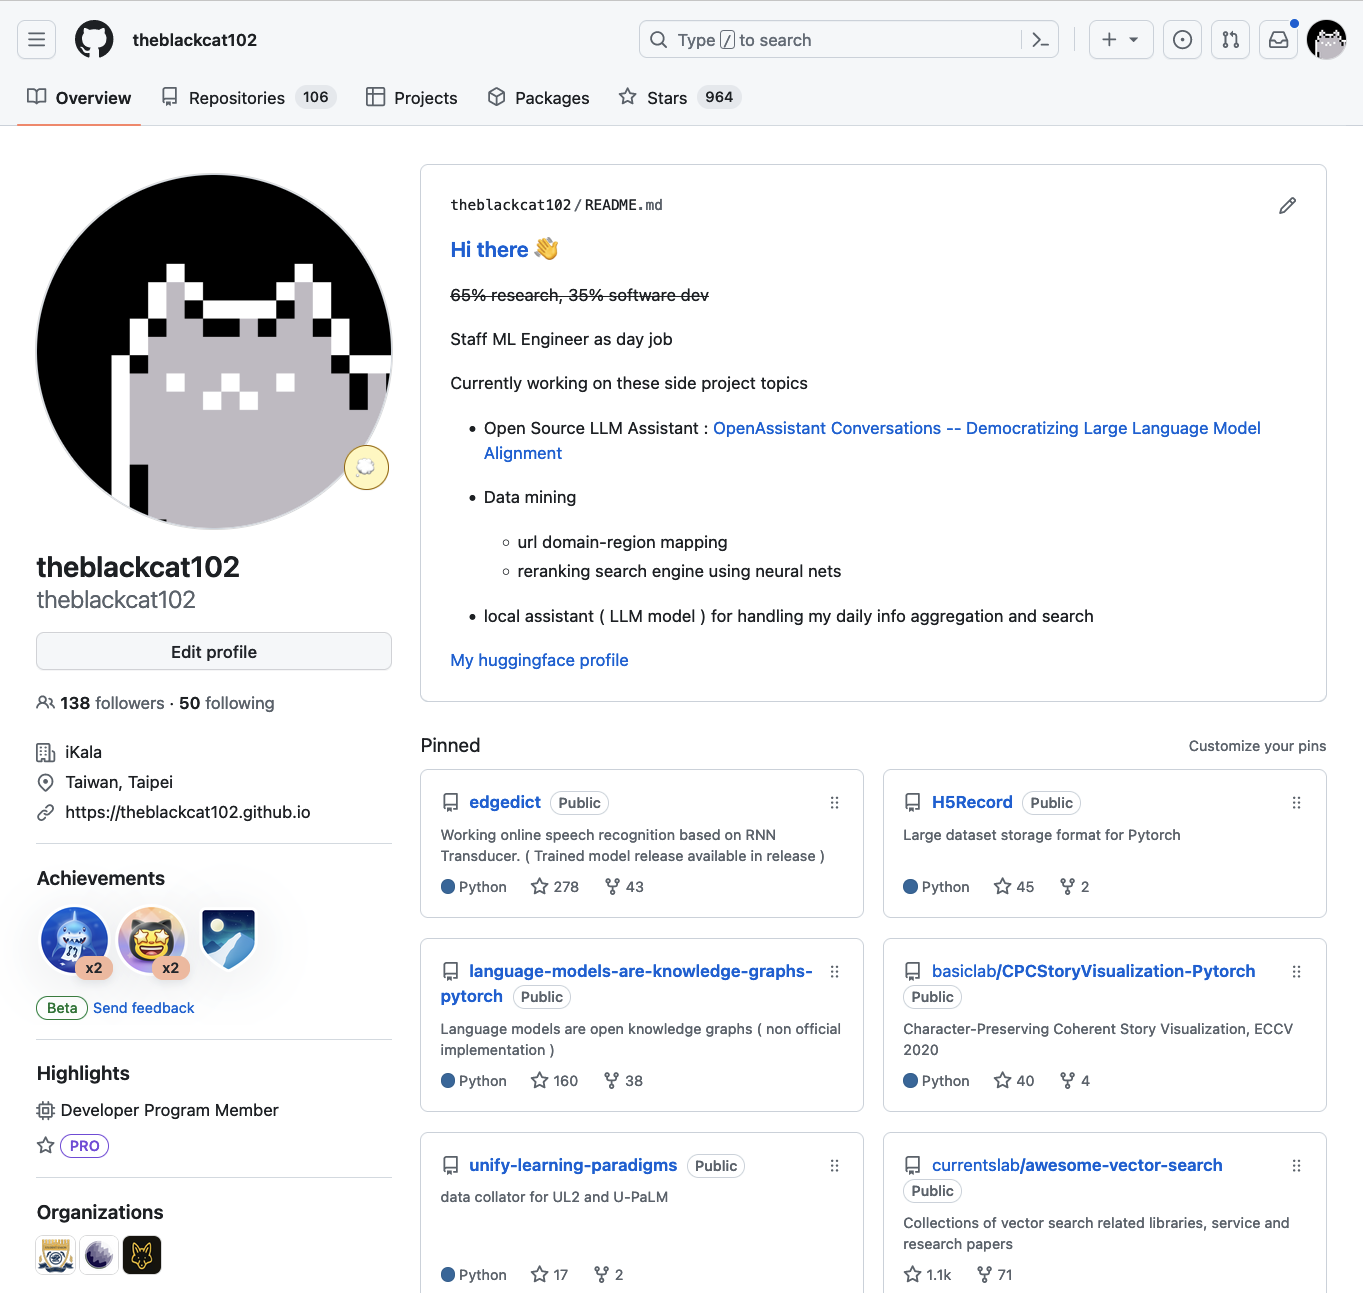 theblackcat102
Type / to search
Overview
Repositories 106
Projects
Packages
Stars 964
theblackcat102
theblackcat102
Edit profile
138 followers · 50 following
iKala
Taiwan, Taipei
https://theblackcat102.github.io
Achievements
x2
x2
Beta Send feedback
Highlights
Developer Program Member
PRO
Organizations
theblackcat102/README.md
Hi there 👋
65% research, 35% software dev
Staff ML Engineer as day job
Currently working on these side project topics
• Open Source LLM Assistant : OpenAssistant Conversations -- Democratizing Large Language Model
Alignment
• Data mining
◦ url domain-region mapping
◦ reranking search engine using neural nets
• local assistant ( LLM model ) for handling my daily info aggregation and search
My huggingface profile
Pinned
Customize your pins
edgedict Public
Working online speech recognition based on RNN
Transducer. ( Trained model release available in release )
Python 278 43
H5Record Public
Large dataset storage format for Pytorch
Python 45 2
language-models-are-knowledge-graphs-
pytorch Public
Language models are open knowledge graphs ( non official
implementation )
Python 160 38
basiclab/CPCStoryVisualization-Pytorch
Public
Character-Preserving Coherent Story Visualization, ECCV
2020
Python 40 4
unify-learning-paradigms Public
data collator for UL2 and U-PaLM
Python 17 2
currentslab/awesome-vector-search
Public
Collections of vector search related libraries, service and
research papers
1.1k 71